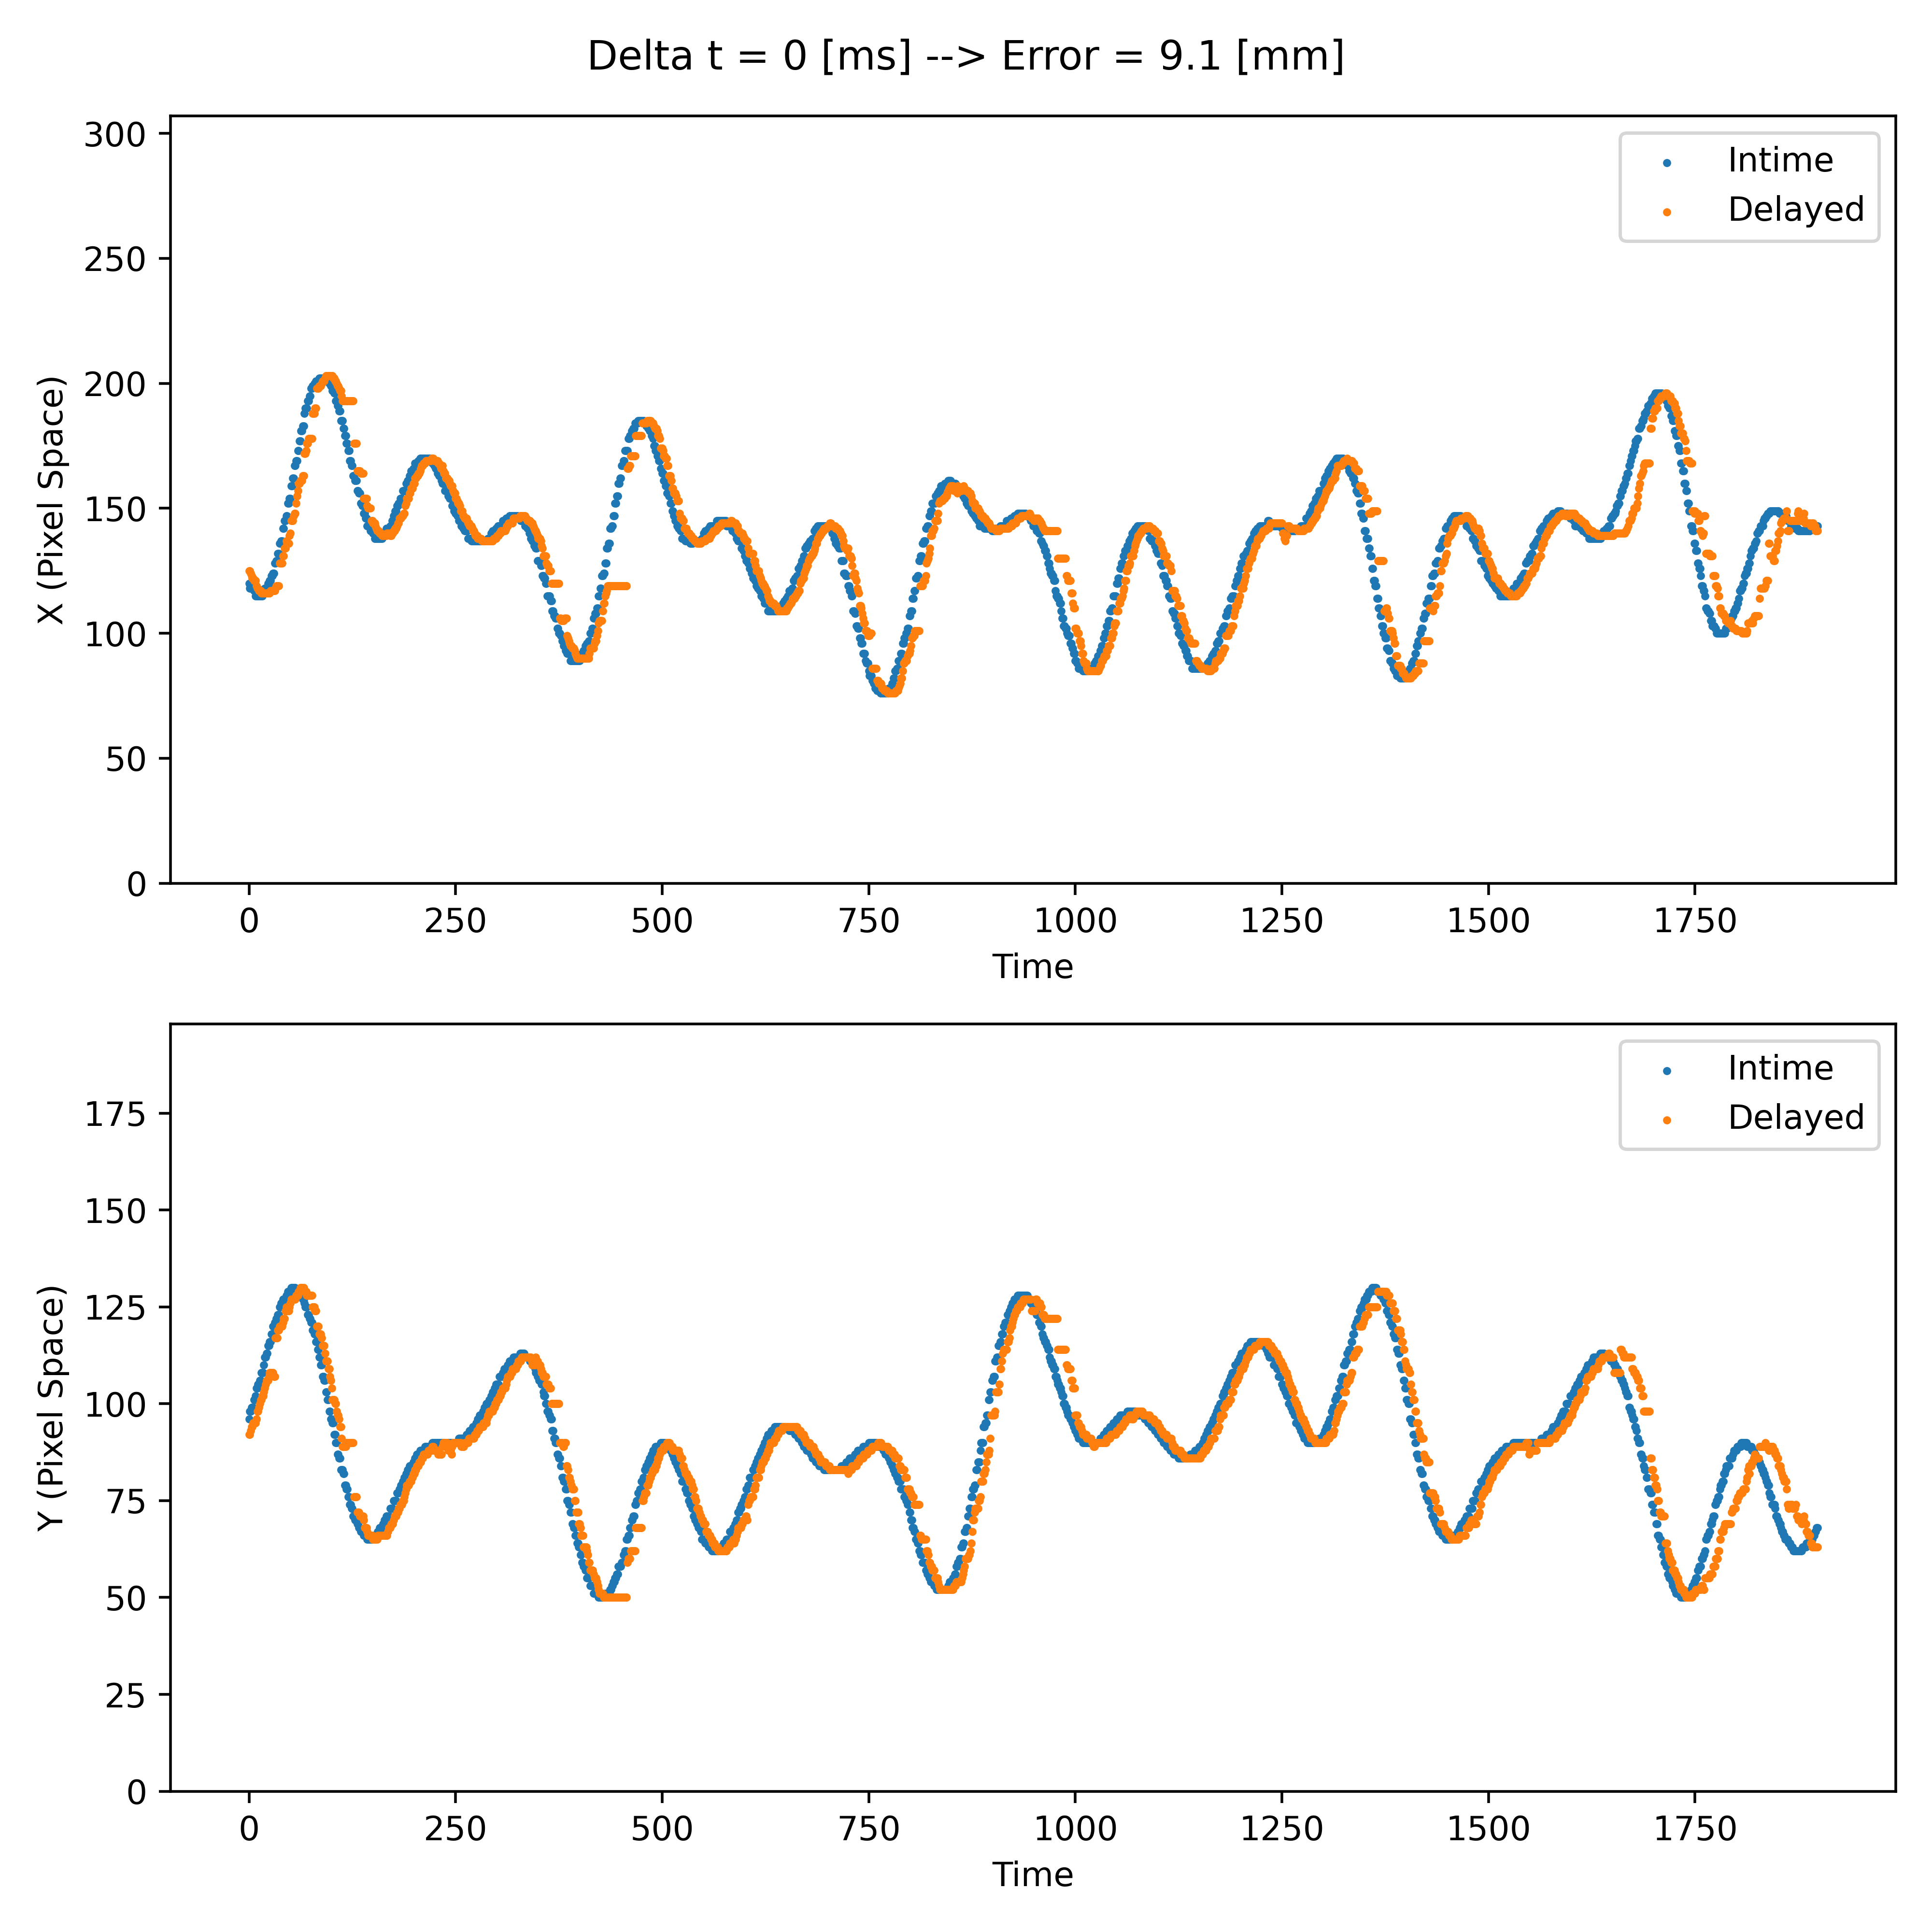 Delta t = 0 [ms] --> Error = 9.1 [mm]
300
250
200
150
100
50
0
X (Pixel Space)
Intime
Delayed
0 250 500 750 1000 1250 1500 1750
Time
175
150
125
100
75
50
25
0
Y (Pixel Space)
Intime
Delayed
0 250 500 750 1000 1250 1500 1750
Time